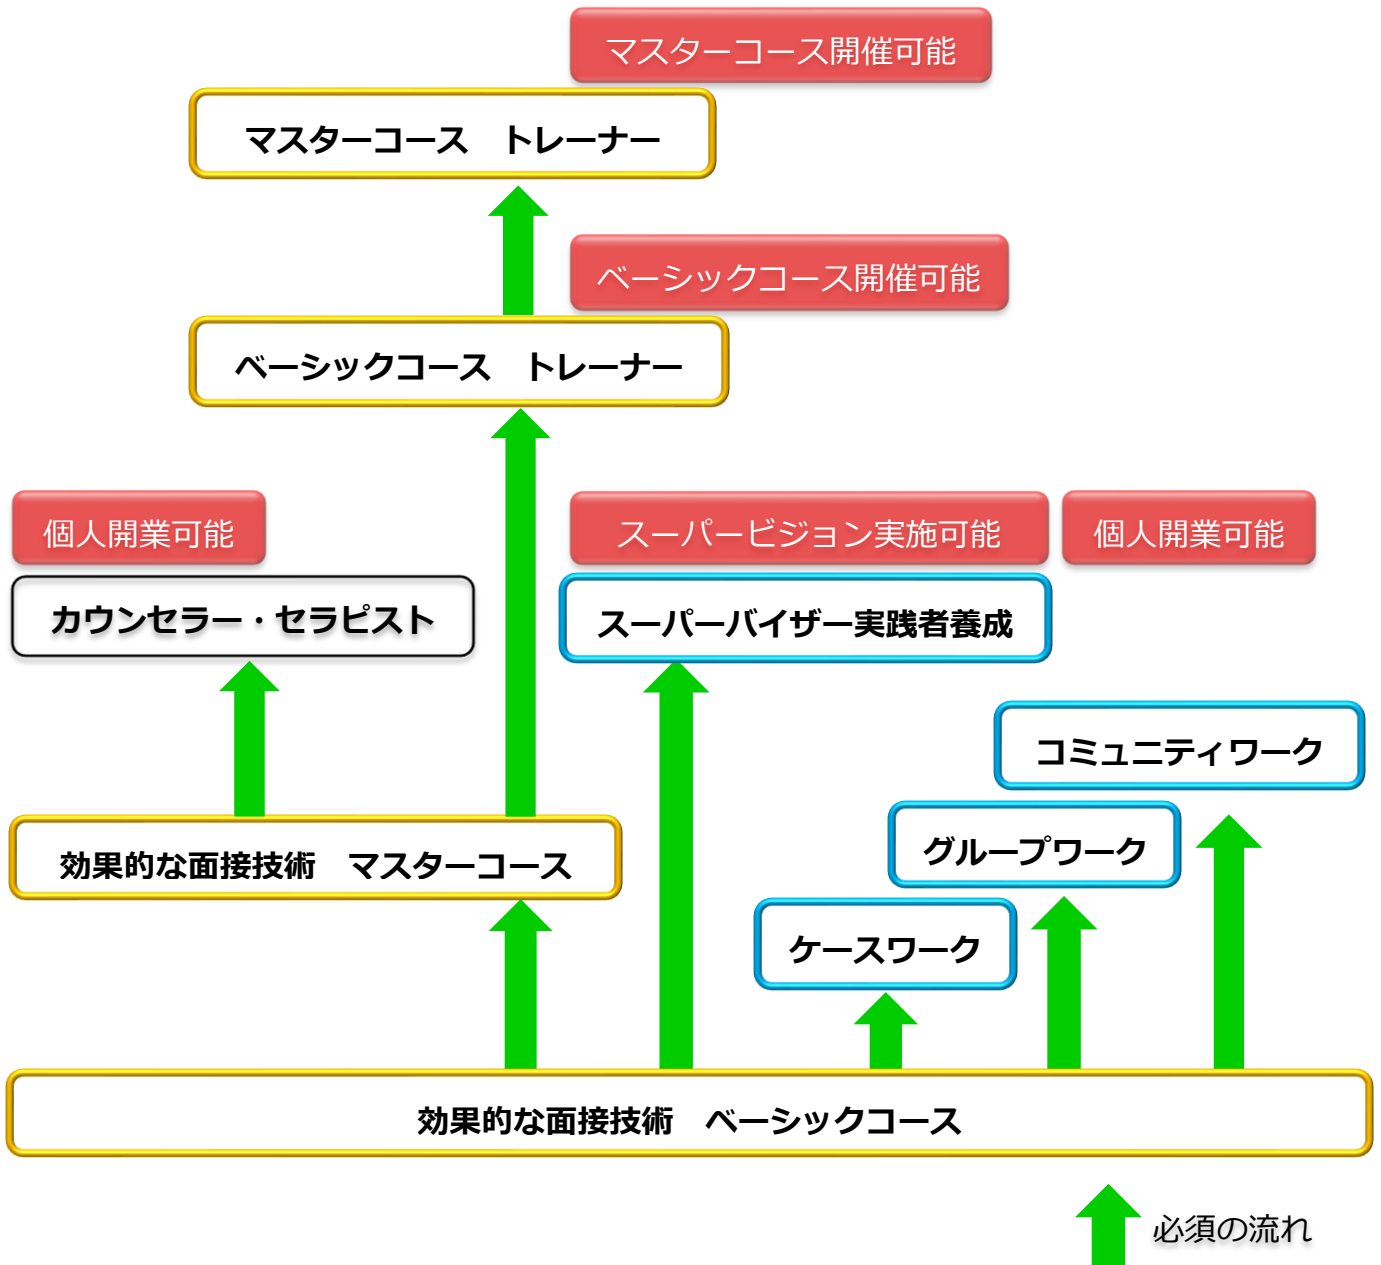 マスターコース開催可能
マスターコース　トレーナー
ベーシックコース開催可能
ベーシックコース　トレーナー
個人開業可能
スーパービジョン実施可能
個人開業可能
カウンセラー・セラピスト
スーパーバイザー実践者養成
コミュニティワーク
グループワーク
効果的な面接技術　マスターコース
ケースワーク
効果的な面接技術　ベーシックコース
必須の流れ